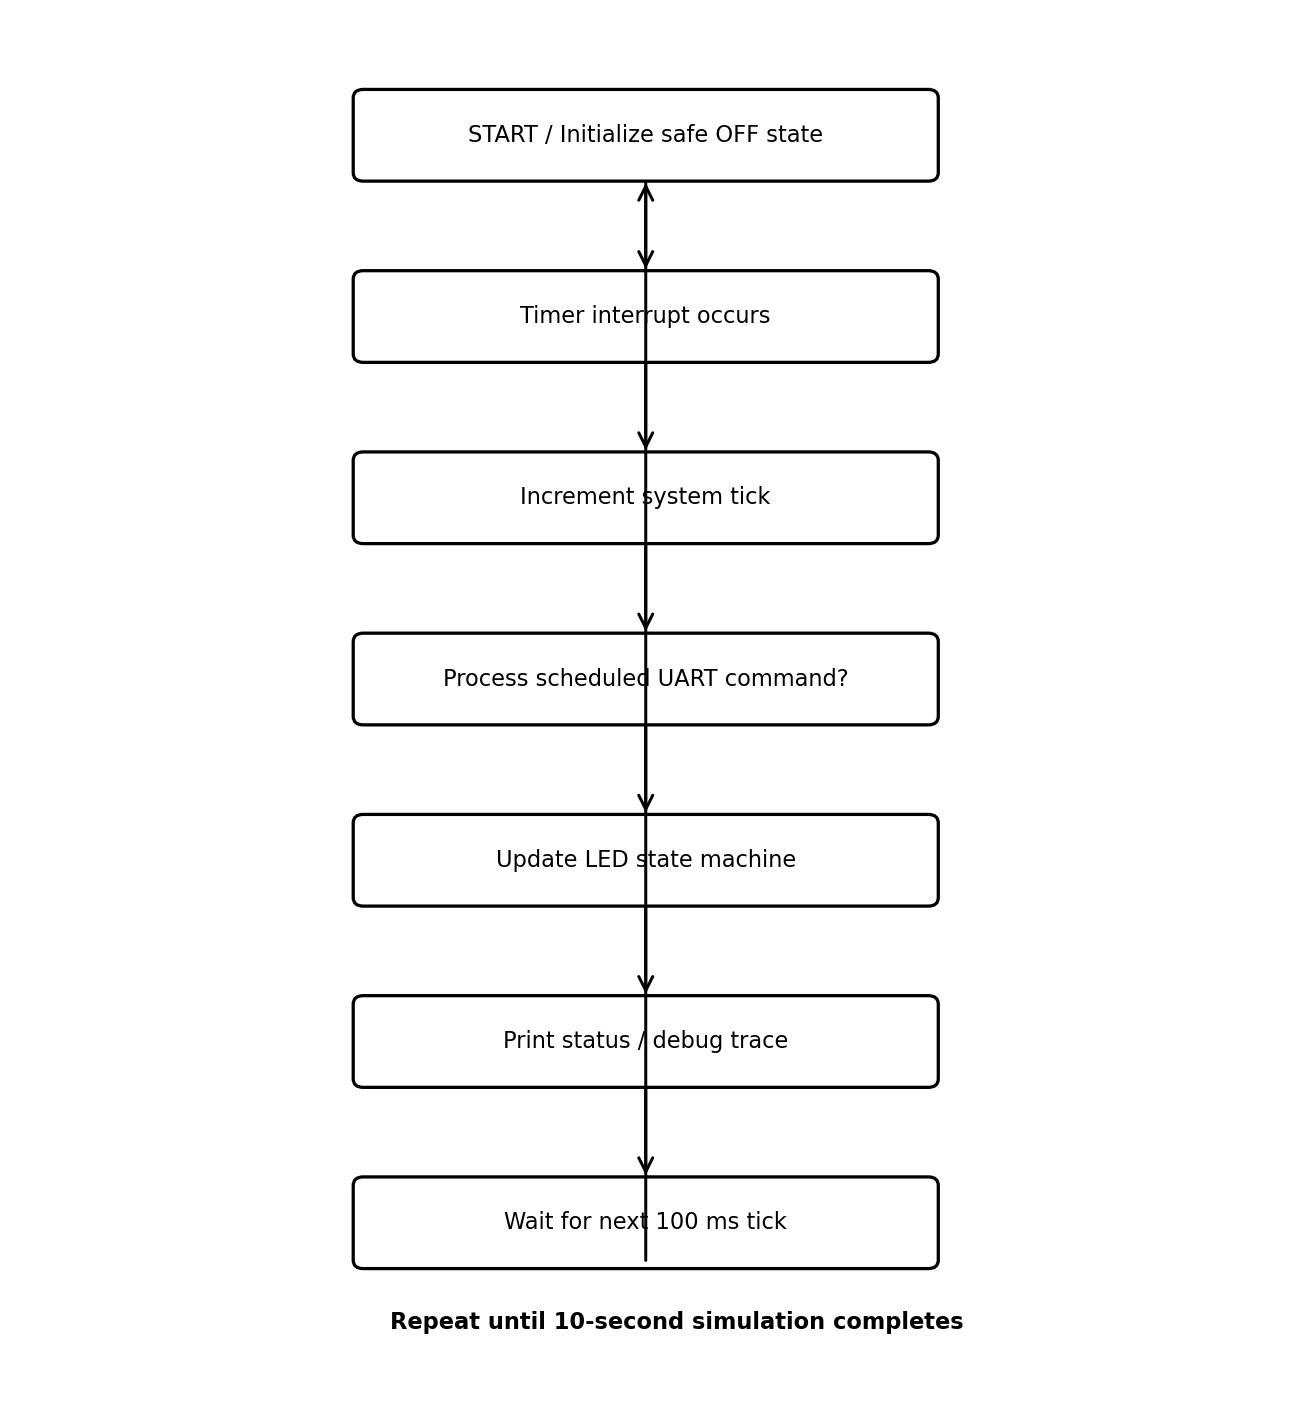 START / Initialize safe OFF state
Timer interrupt occurs
Increment system tick
Process scheduled UART command?
Update LED state machine
Print status / debug trace
Wait for next 100 ms tick
Repeat until 10-second simulation completes